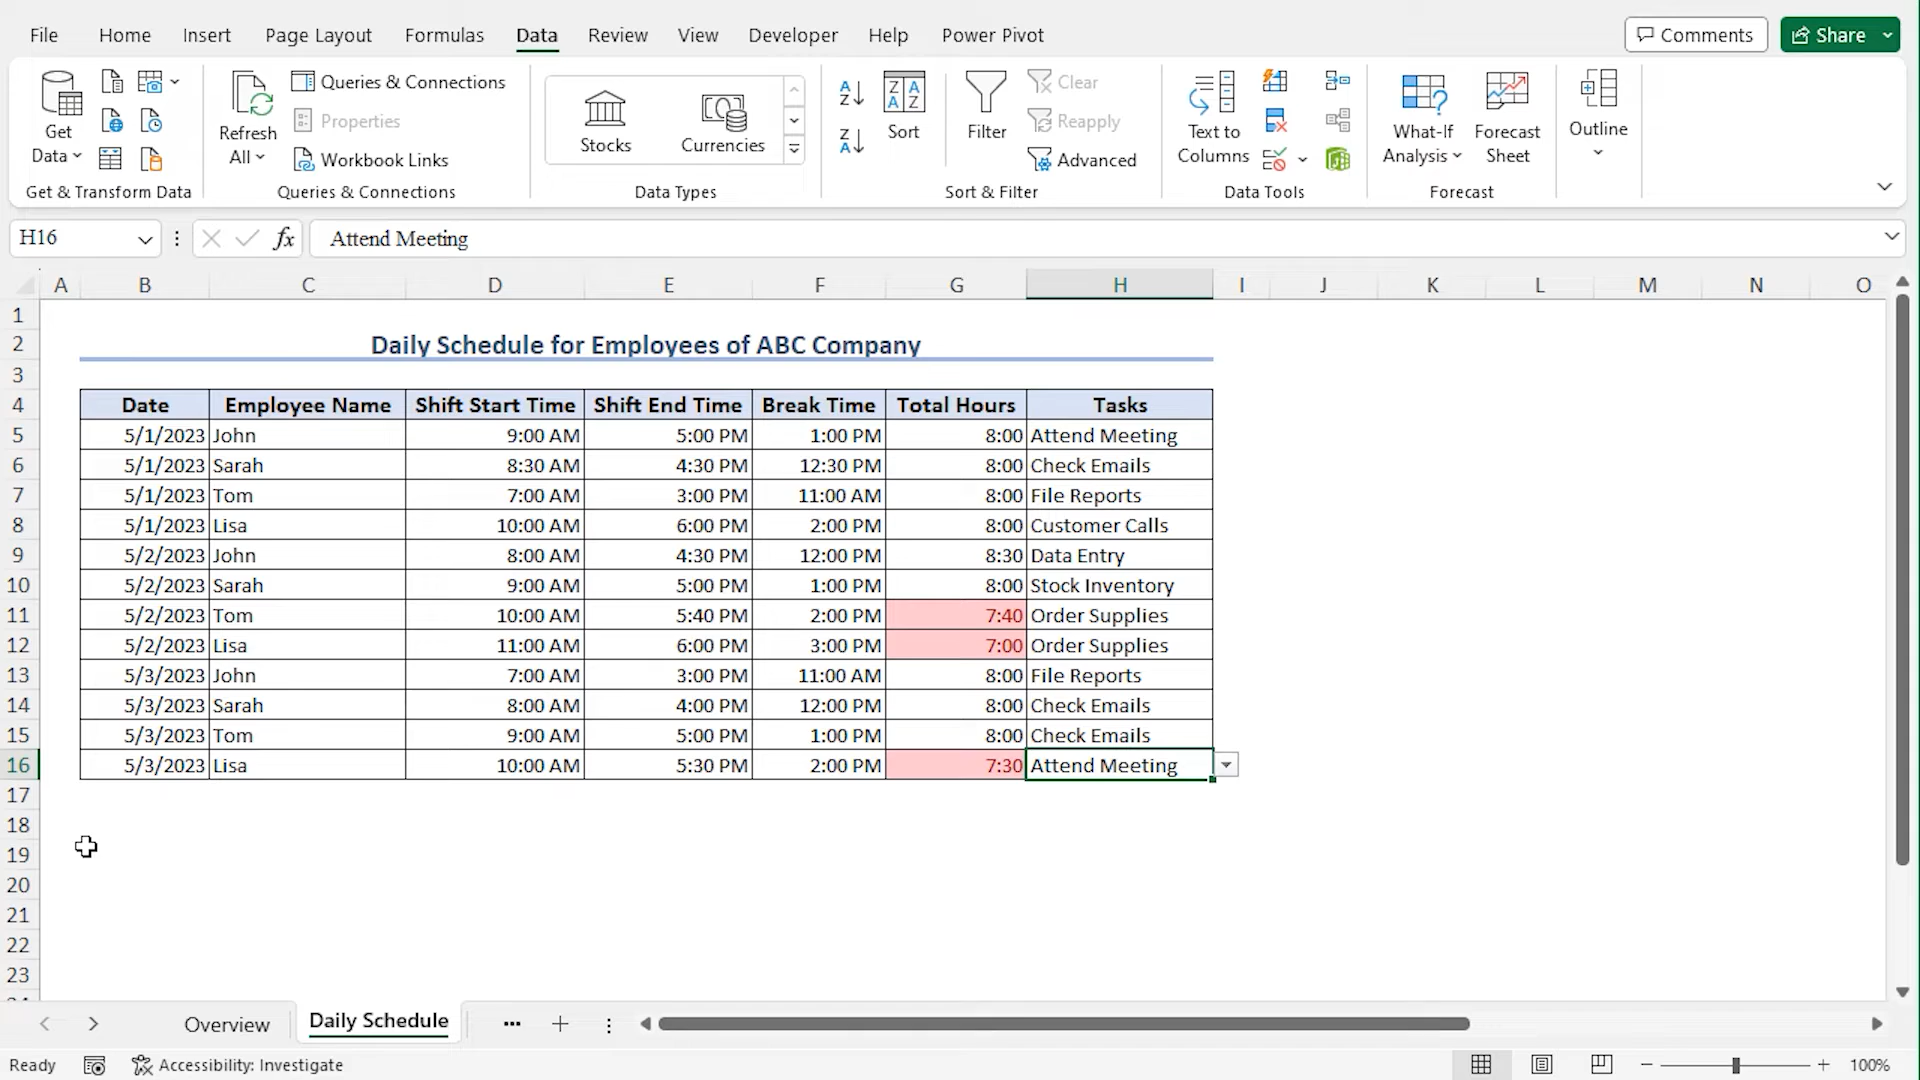 File Home Insert Page Layout Formulas Data Review View Developer Help Power Pivot Comments Share
Get Data
Refresh All
Queries & Connections
Properties
Workbook Links
Stocks
Currencies
Sort
Filter
Clear
Reapply
Advanced
Text to Columns
What-If Analysis
Forecast Sheet
Outline
Get & Transform Data Queries & Connections Data Types Sort & Filter Data Tools Forecast
H16 fx Attend Meeting
A B C D E F G H I J K L M N O
1
2 Daily Schedule for Employees of ABC Company
3
4 Date Employee Name Shift Start Time Shift End Time Break Time Total Hours Tasks
5 5/1/2023 John 9:00 AM 5:00 PM 1:00 PM 8:00 Attend Meeting
6 5/1/2023 Sarah 8:30 AM 4:30 PM 12:30 PM 8:00 Check Emails
7 5/1/2023 Tom 7:00 AM 3:00 PM 11:00 AM 8:00 File Reports
8 5/1/2023 Lisa 10:00 AM 6:00 PM 2:00 PM 8:00 Customer Calls
9 5/2/2023 John 8:00 AM 4:30 PM 12:00 PM 8:30 Data Entry
10 5/2/2023 Sarah 9:00 AM 5:00 PM 1:00 PM 8:00 Stock Inventory
11 5/2/2023 Tom 10:00 AM 5:40 PM 2:00 PM 7:40 Order Supplies
12 5/2/2023 Lisa 11:00 AM 6:00 PM 3:00 PM 7:00 Order Supplies
13 5/3/2023 John 7:00 AM 3:00 PM 11:00 AM 8:00 File Reports
14 5/3/2023 Sarah 8:00 AM 4:00 PM 12:00 PM 8:00 Check Emails
15 5/3/2023 Tom 9:00 AM 5:00 PM 1:00 PM 8:00 Check Emails
16 5/3/2023 Lisa 10:00 AM 5:30 PM 2:00 PM 7:30 Attend Meeting
17
18
19
20
21
22
23
Overview Daily Schedule ...
Ready Accessibility: Investigate 100%